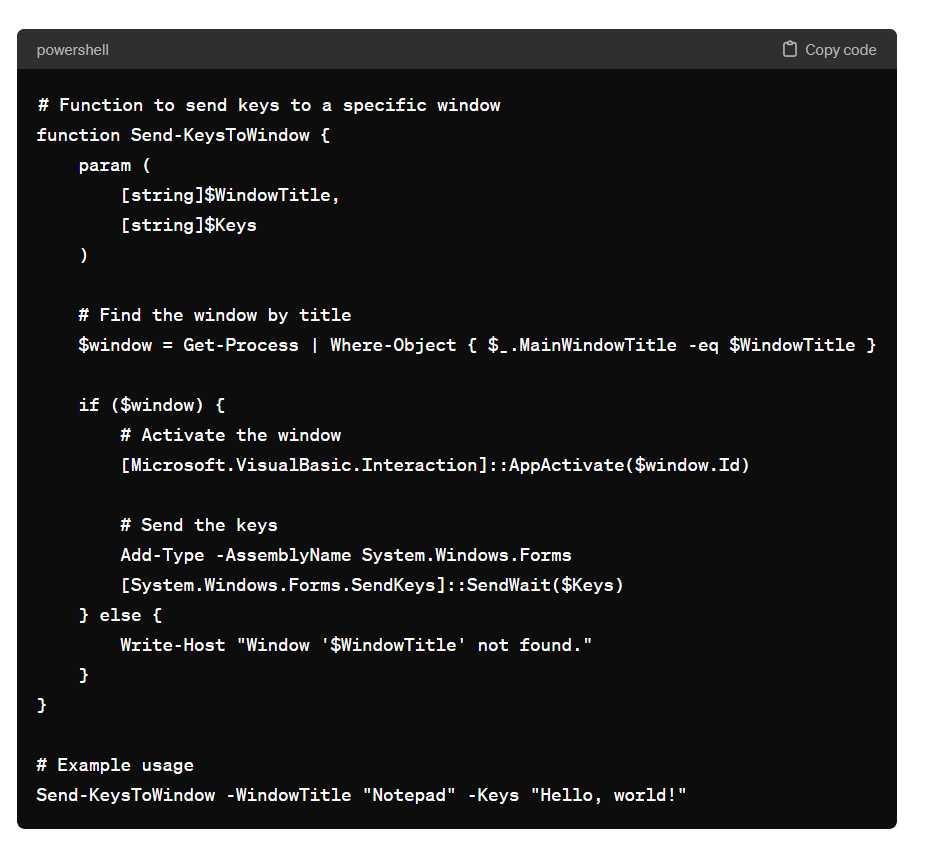 powershell
Copy code
# Function to send keys to a specific window
function Send-KeysToWindow {
    param (
        [string]$WindowTitle,
        [string]$Keys
    )

    # Find the window by title
    $window = Get-Process | Where-Object { $_.MainWindowTitle -eq $WindowTitle }

    if ($window) {
        # Activate the window
        [Microsoft.VisualBasic.Interaction]::AppActivate($window.Id)

        # Send the keys
        Add-Type -AssemblyName System.Windows.Forms
        [System.Windows.Forms.SendKeys]::SendWait($Keys)
    } else {
        Write-Host "Window '$WindowTitle' not found."
    }
}

# Example usage
Send-KeysToWindow -WindowTitle "Notepad" -Keys "Hello, world!"